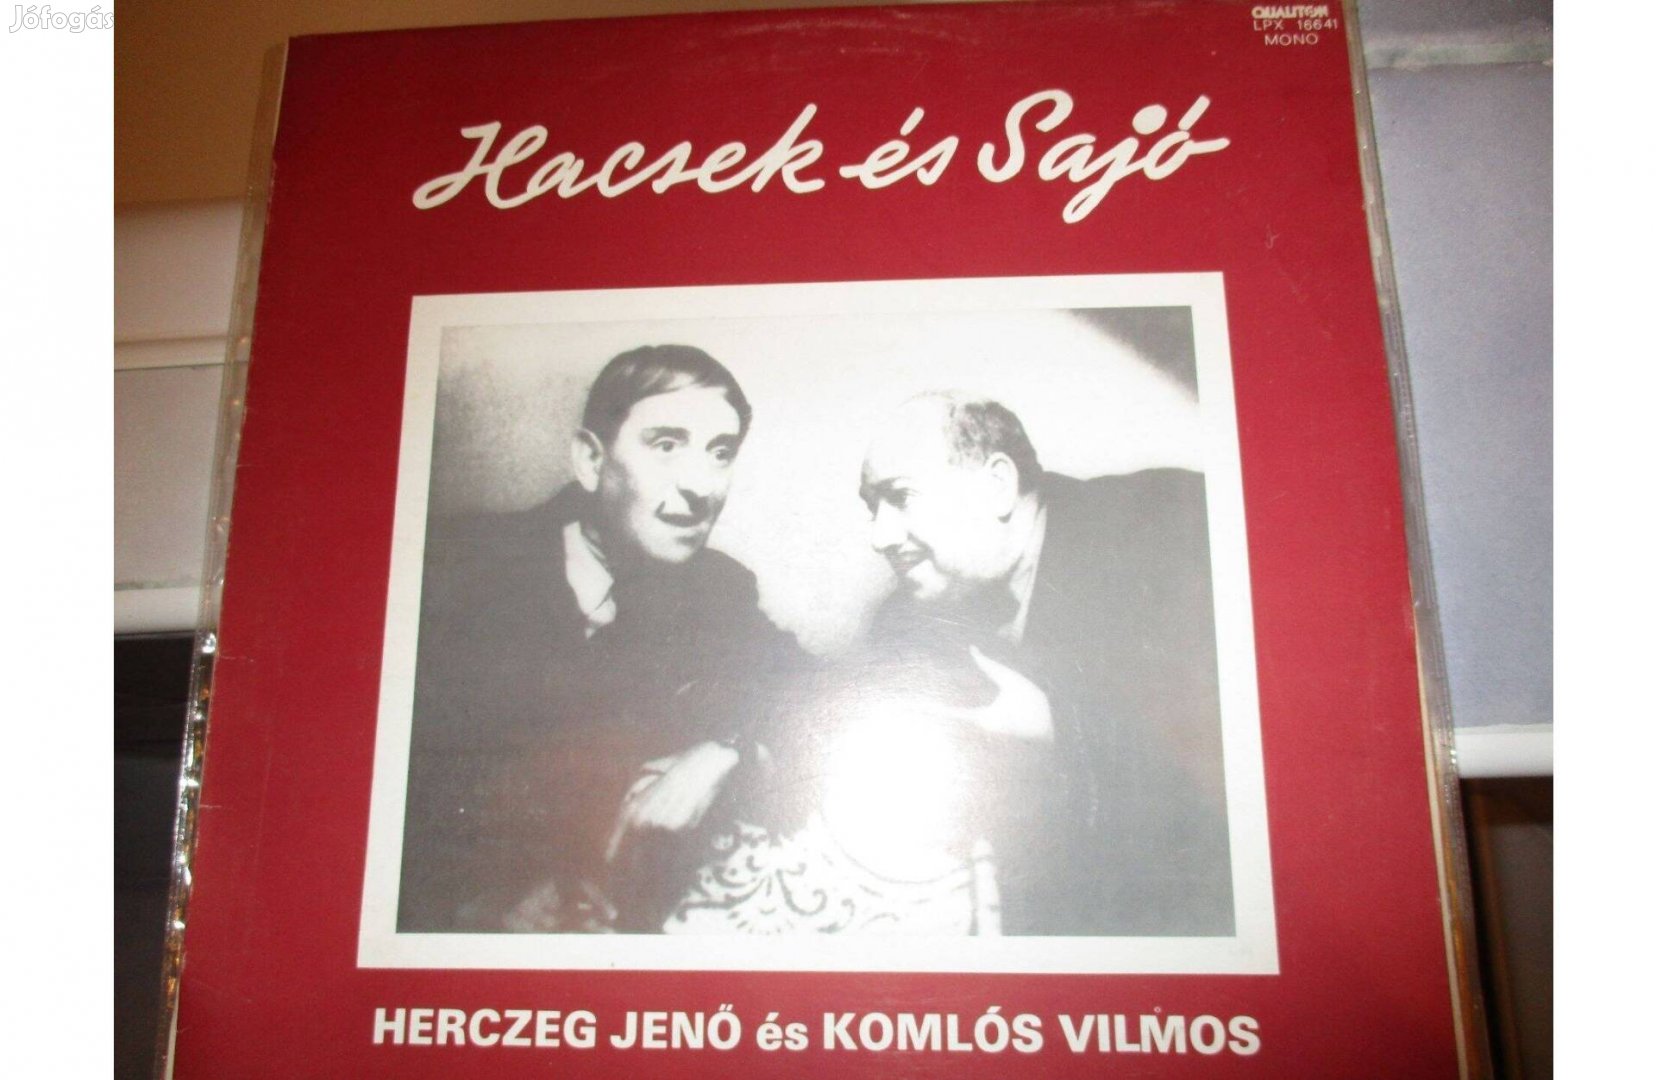 Jófogás
QUALITON
LPX 16641
MONO
Hacsek és Sajó
HERCZEG JENŐ és KOMLÓS VILMOS